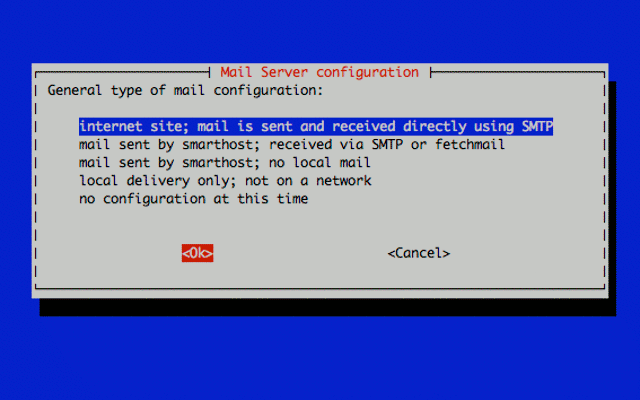 Mail Server configuration
General type of mail configuration:
internet site; mail is sent and received directly using SMTP
mail sent by smarthost; received via SMTP or fetchmail
mail sent by smarthost; no local mail
local delivery only; not on a network
no configuration at this time
<Ok> <Cancel>